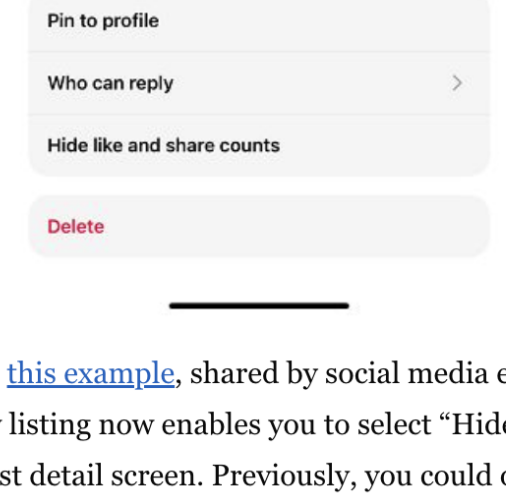 Pin to profile
Who can reply
Hide like and share counts
Delete
this example, shared by social media
listing now enables you to select “Hide
detail screen. Previously, you could